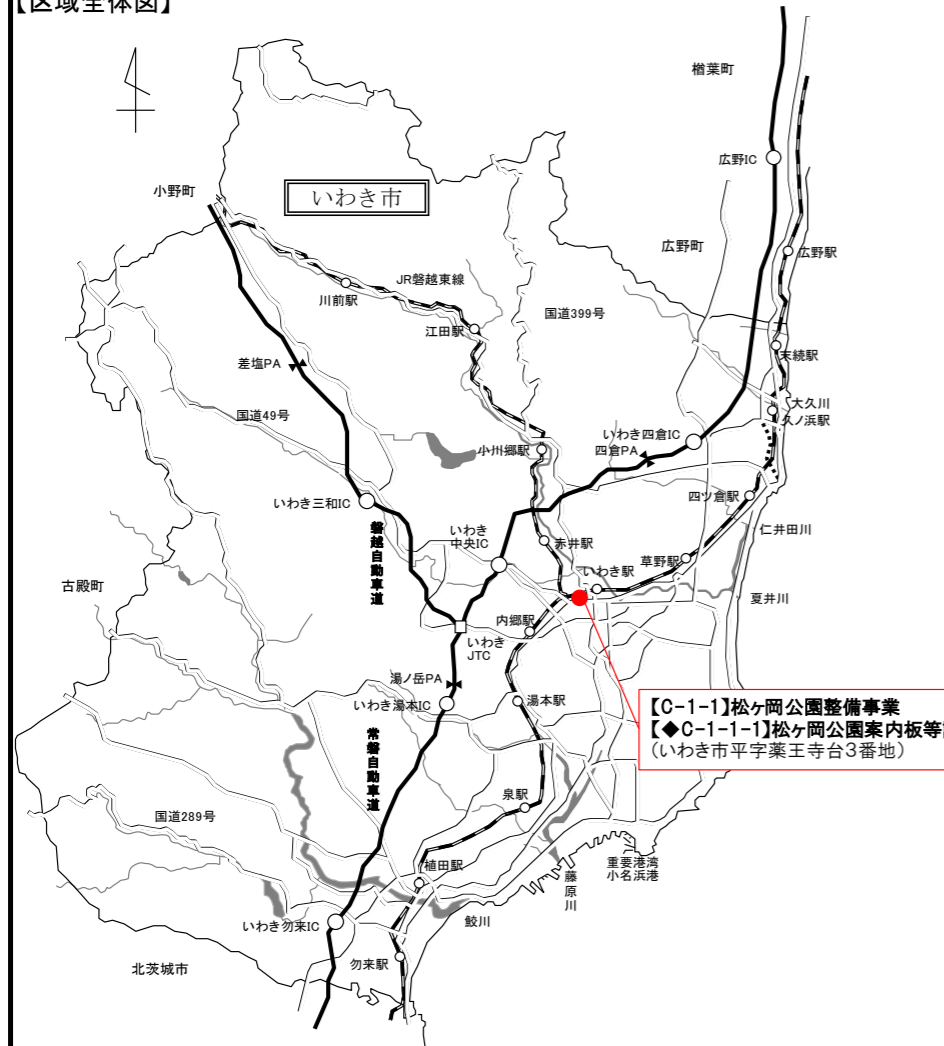 【区域全体図】
楢葉町
広野IC
小野町
いわき市
広野町
広野駅
JR磐越東線
川前駅
国道399号
江田駅
末続駅
差塩PA
大久川
久ノ浜駅
国道49号
いわき四倉IC
四倉PA
小川郷駅
四ツ倉駅
いわき三和IC
仁井田川
磐越自動車道
いわき
中央IC
赤井駅
草野駅
いわき駅
古殿町
夏井川
内郷駅
いわき
JTC
湯ノ岳PA
いわき湯本IC
湯本駅
【C-1-1】松ヶ岡公園整備事業
【◆C-1-1-1】松ヶ岡公園案内板等
(いわき市平字薬王寺台3番地)
常磐自動車道
泉駅
国道289号
重要港湾
小名浜港
植田駅
藤原川
鮫川
いわき勿来IC
勿来駅
北茨城市